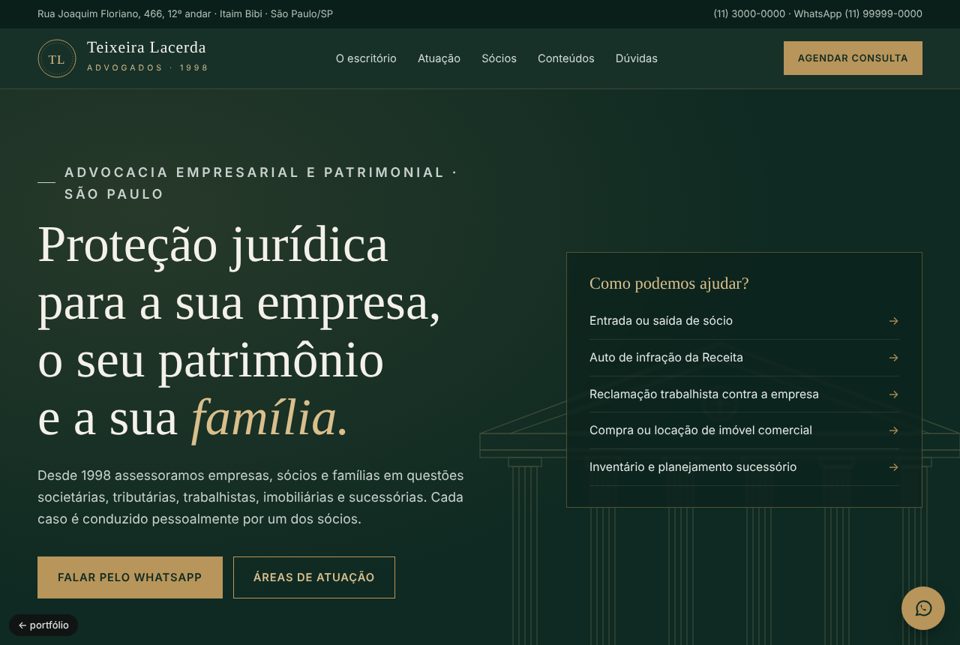 Rua Joaquim Floriano, 466, 12º andar · Itaim Bibi · São Paulo/SP
(11) 3000-0000 · WhatsApp (11) 99999-0000
TL
Teixeira Lacerda
ADVOGADOS · 1998
O escritório
Atuação
Sócios
Conteúdos
Dúvidas
AGENDAR CONSULTA
ADVOCACIA EMPRESARIAL E PATRIMONIAL ·
SÃO PAULO
Proteção jurídica
para a sua empresa,
o seu patrimônio
e a sua família.
Desde 1998 assessoramos empresas, sócios e famílias em questões
societárias, tributárias, trabalhistas, imobiliárias e sucessórias. Cada
caso é conduzido pessoalmente por um dos sócios.
FALAR PELO WHATSAPP
ÁREAS DE ATUAÇÃO
Como podemos ajudar?
Entrada ou saída de sócio →
Auto de infração da Receita →
Reclamação trabalhista contra a empresa →
Compra ou locação de imóvel comercial →
Inventário e planejamento sucessório →
← portfólio